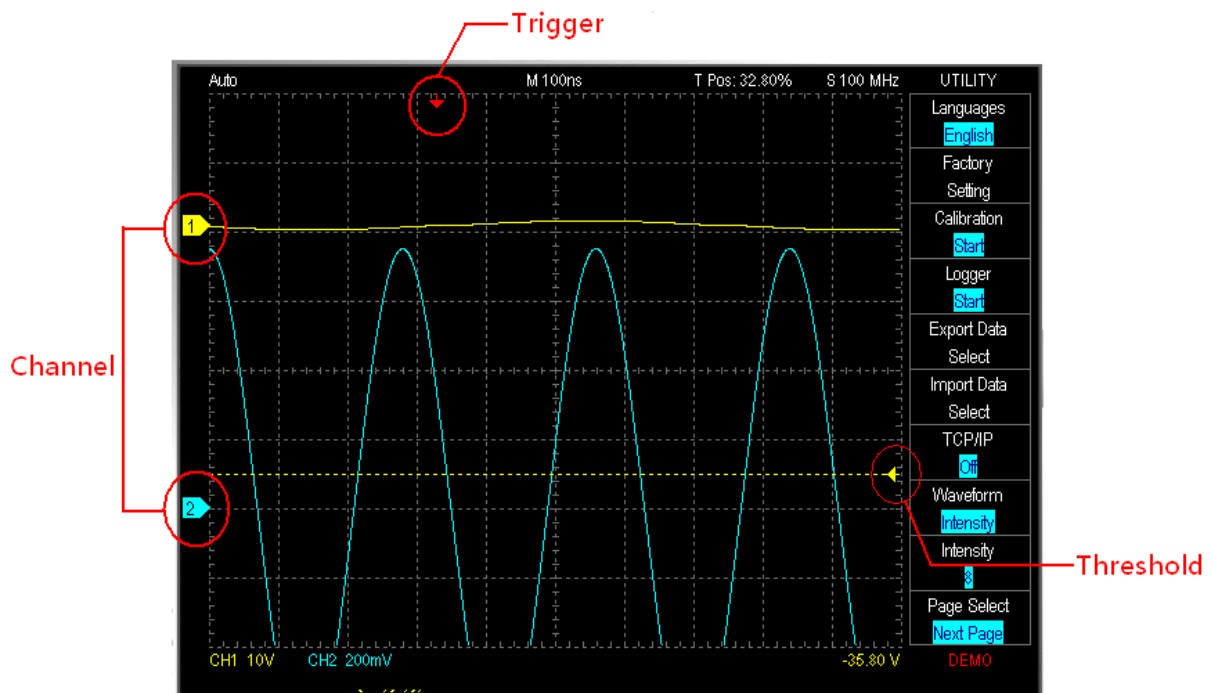 Trigger
Auto
M 100ns
T Pos: 32.80%
S 100 MHz
UTILITY
Languages
English
Factory
Setting
1
Calibration
Start
Logger
Start
Export Data
Select
Channel
Import Data
Select
TCP/IP
Off
2
Waveform
Intensity
Intensity
8
Threshold
Page Select
Next Page
CH1 10V
CH2 200mV
-35.80 V
DEMO